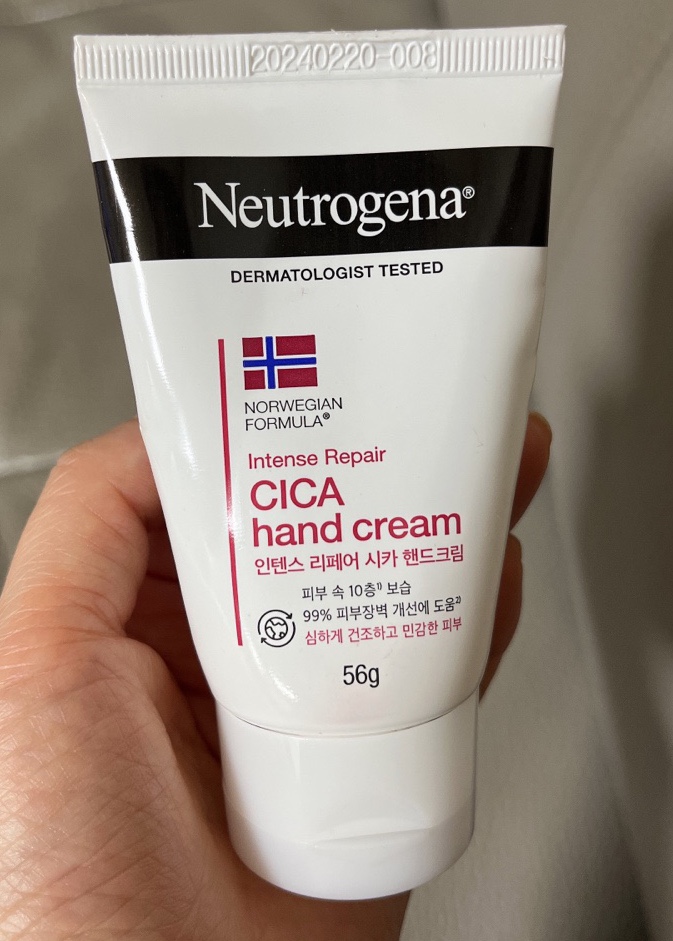 20240220-008
Neutrogena®
DERMATOLOGIST TESTED
NORWEGIAN
FORMULA®
Intense Repair
CICA
hand cream
인텐스 리페어 시카 핸드크림
피부 속 10층¹⁾ 보습
99% 피부장벽 개선에 도움²⁾
심하게 건조하고 민감한 피부
56g